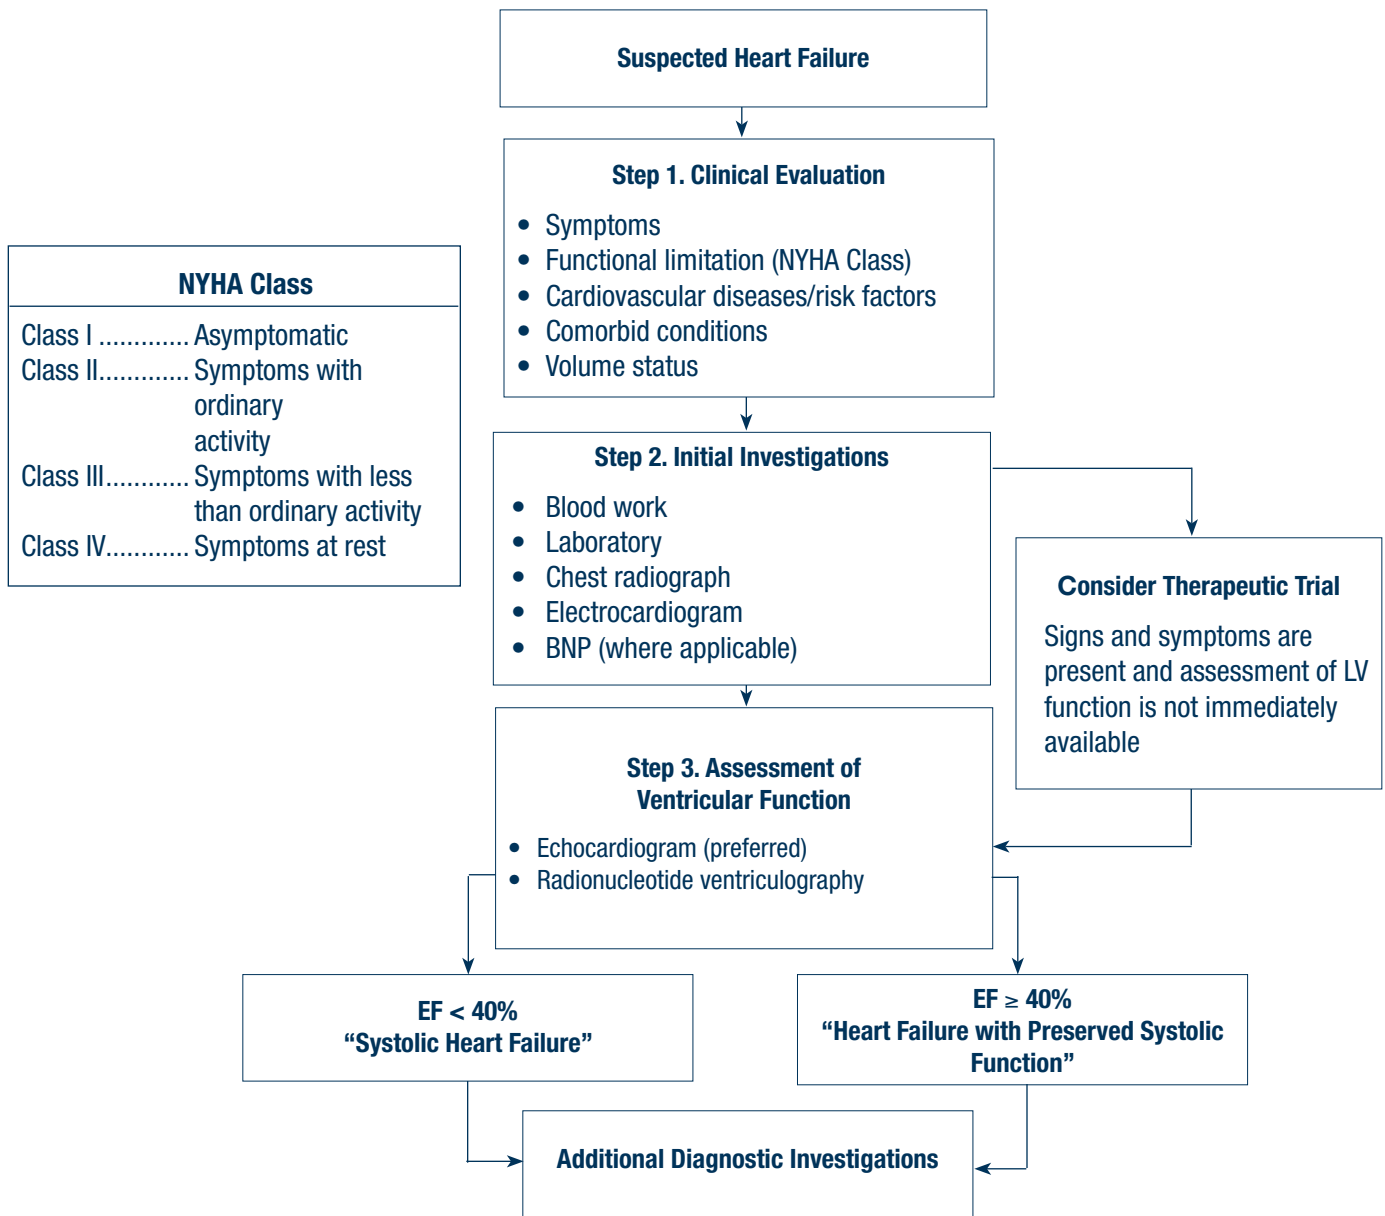 Suspected Heart Failure
Step 1. Clinical Evaluation
• Symptoms
• Functional limitation (NYHA Class)
• Cardiovascular diseases/risk factors
• Comorbid conditions
• Volume status
NYHA Class
Class I ............. Asymptomatic
Class II............. Symptoms with
ordinary
activity
Class III............ Symptoms with less
than ordinary activity
Class IV............ Symptoms at rest
Step 2. Initial Investigations
• Blood work
• Laboratory
• Chest radiograph
• Electrocardiogram
• BNP (where applicable)
Consider Therapeutic Trial
Signs and symptoms are
present and assessment of LV
function is not immediately
available
Step 3. Assessment of
Ventricular Function
• Echocardiogram (preferred)
• Radionucleotide ventriculography
EF < 40%
“Systolic Heart Failure”
EF ≥ 40%
“Heart Failure with Preserved Systolic
Function”
Additional Diagnostic Investigations